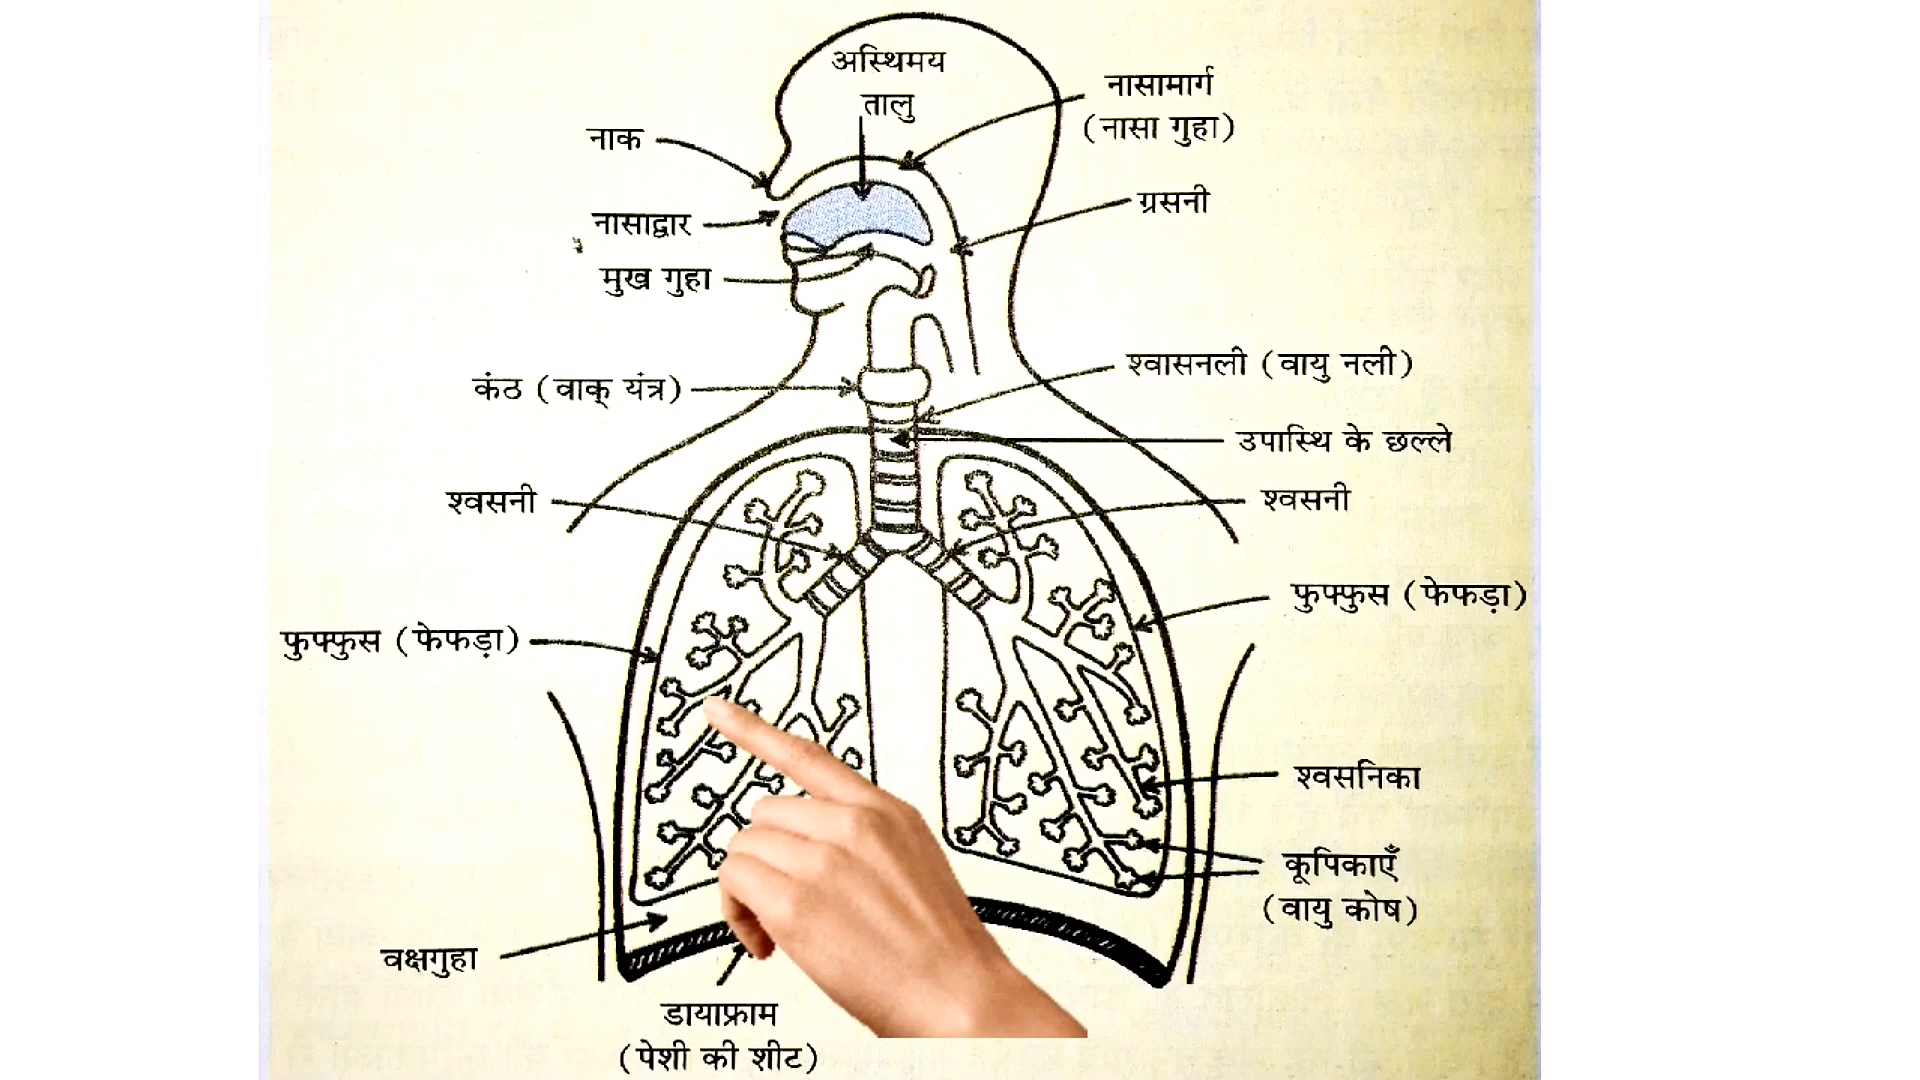 अस्थिमय
तालु
नासामार्ग
(नासा गुहा)
नाक
ग्रसनी
नासाद्वार
मुख गुहा
श्वासनली (वायु नली)
कंठ (वाक् यंत्र)
उपास्थि के छल्ले
श्वसनी
श्वसनी
फुफ्फुस (फेफड़ा)
फुफ्फुस (फेफड़ा)
श्वसनिका
कूपिकाएँ
(वायु कोष)
वक्षगुहा
डायाफ्राम
(पेशी की शीट)